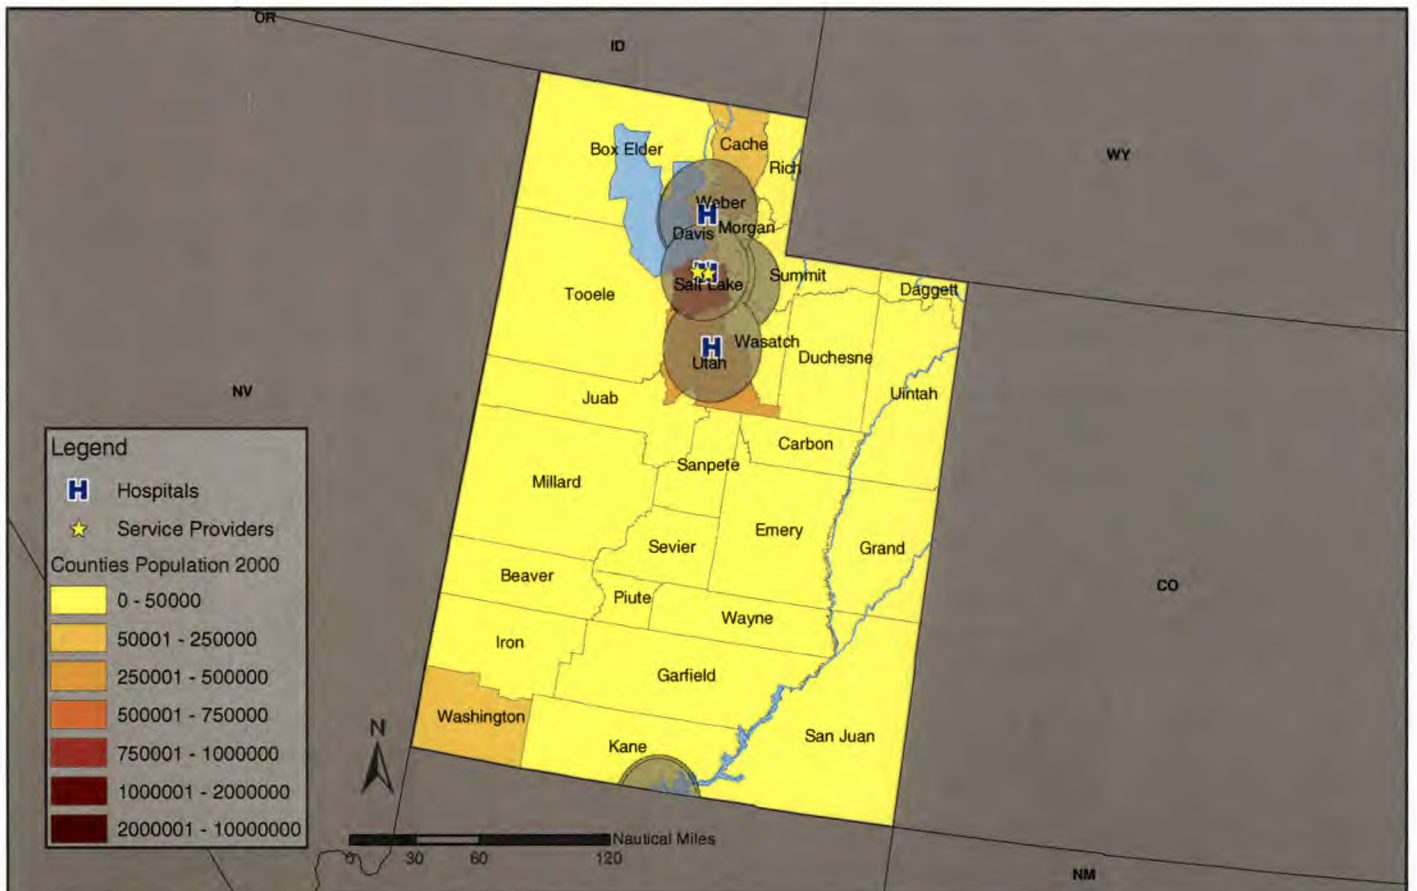 OR
ID
WY
Box Elder
Cache
Rich
Weber
Davis
Morgan
Tooele
Salt Lake
Summit
Daggett
Wasatch
Duchesne
Utah
Uintah
NV
Juab
Carbon
Sanpete
Millard
Emery
Sevier
Grand
Beaver
Piute
Wayne
CO
Iron
Garfield
Washington
San Juan
Kane
Legend
H Hospitals
Service Providers
Counties Population 2000
0 - 50000
50001 - 250000
250001 - 500000
500001 - 750000
750001 - 1000000
1000001 - 2000000
2000001 - 10000000
N
Nautical Miles
0 30 60 120
NM
H
H
H